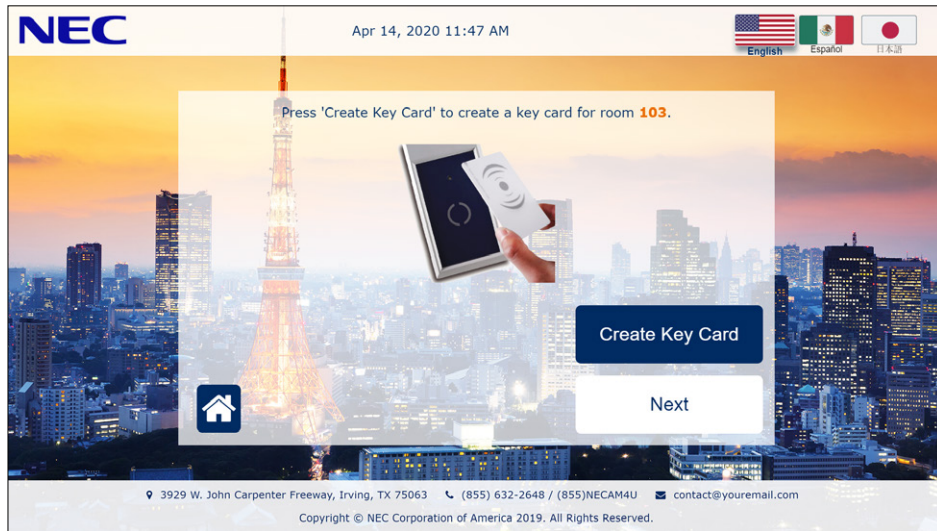 NEC
Apr 14, 2020 11:47 AM
English
Español
日本語
Press 'Create Key Card' to create a key card for room 103.
Create Key Card
Next
3929 W. John Carpenter Freeway, Irving, TX 75063 (855) 632-2648 / (855)NECAM4U contact@youremail.com
Copyright © NEC Corporation of America 2019. All Rights Reserved.